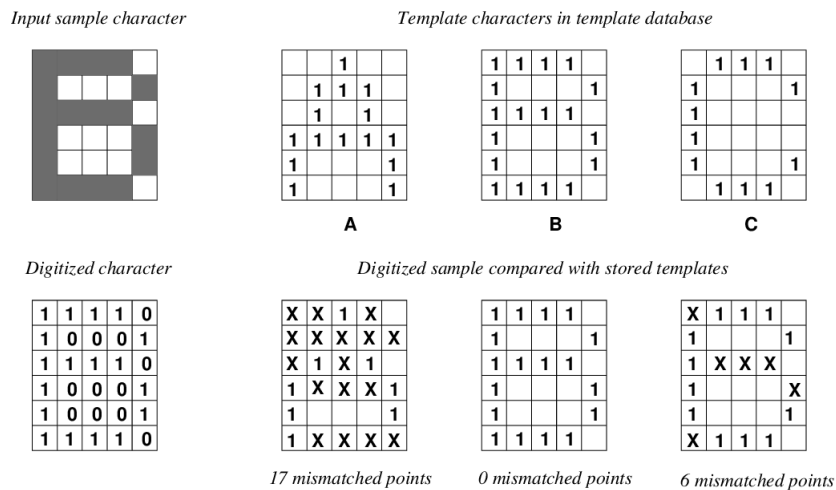 Input sample character
Template characters in template database
1
1 1 1
1 1
1 1 1 1 1
1 1
1 1
1 1 1 1
1 1
1 1 1 1
1 1
1 1
1 1 1 1
1 1 1
1 1
1
1
1 1
1 1 1
A
B
C
Digitized character
Digitized sample compared with stored templates
1 1 1 1 0
1 0 0 0 1
1 1 1 1 0
1 0 0 0 1
1 0 0 0 1
1 1 1 1 0
X X 1 X
X X X X X
X 1 X 1
1 X X X 1
1 1
1 X X X X
1 1 1 1
1 1
1 1 1 1
1 1
1 1
1 1 1 1
X 1 1 1
1 1
1 X X X
1 X
1 1
X 1 1 1
17 mismatched points
0 mismatched points
6 mismatched points